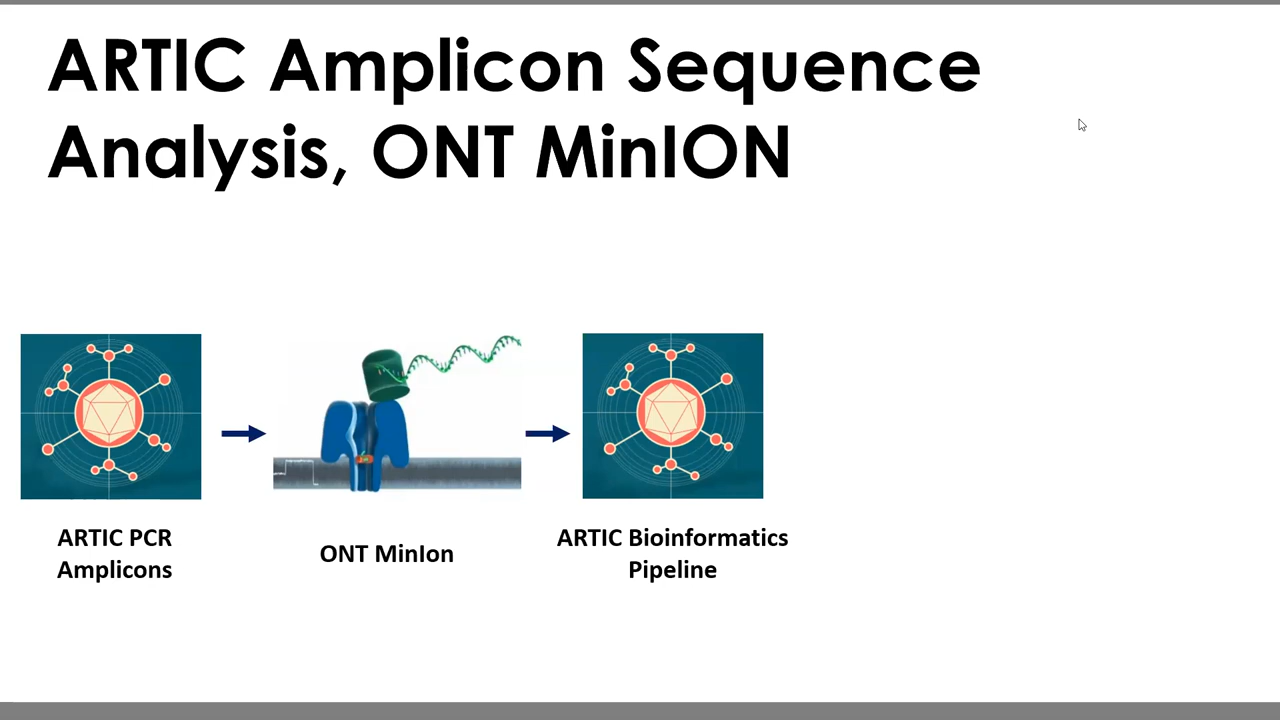 ARTIC Amplicon Sequence
Analysis, ONT MinION
ARTIC PCR
Amplicons
ONT MinIon
ARTIC Bioinformatics
Pipeline